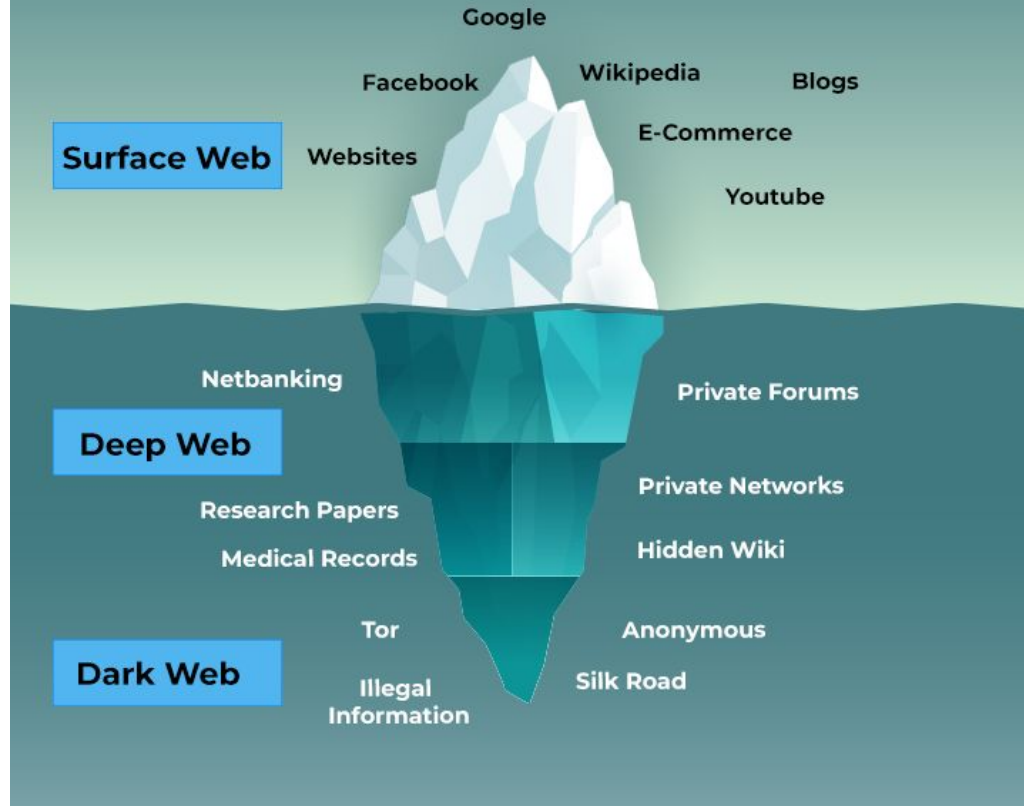 Google
Facebook
Wikipedia
Blogs
E-Commerce
Surface Web
Websites
Youtube
Netbanking
Private Forums
Deep Web
Private Networks
Research Papers
Hidden Wiki
Medical Records
Tor
Anonymous
Dark Web
Silk Road
Illegal
Information